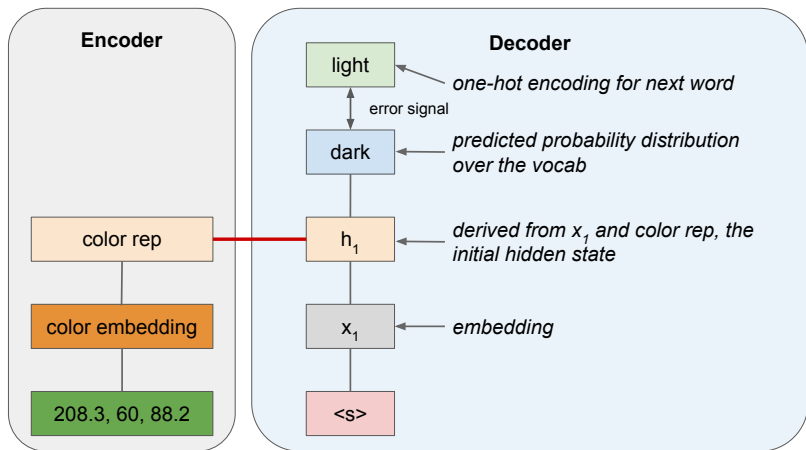 Encoder
Decoder
light
one-hot encoding for next word
error signal
dark
predicted probability distribution
over the vocab
color rep
h₁
derived from x₁ and color rep, the
initial hidden state
color embedding
x₁
embedding
208.3, 60, 88.2
<s>